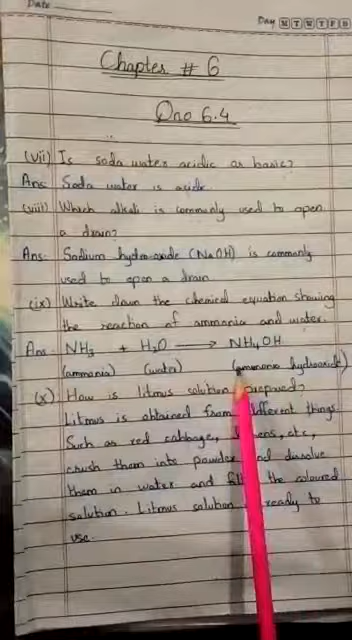 Date
Day M T W T F S
Chapter # 6
Qno 6.4
(vii) Is soda water acidic or basic?
Ans: Soda water is acidic.
(viii) Which alkali is commonly used to open
a drain?
Ans: Sodium hydroxide (NaOH) is commonly
used to open a drain
(ix) Write down the chemical equation showing
the reaction of ammonia and water.
Ans: NH3 + H2O → NH4OH
(ammonia) (water) (ammonia hydroxide)
(x) How is litmus solution prepared?
Litmus is obtained from different things
Such as red cabbage, etc,
crush them into powder and dissolve
them in water and the coloured
solution. Litmus solution ready to
use.